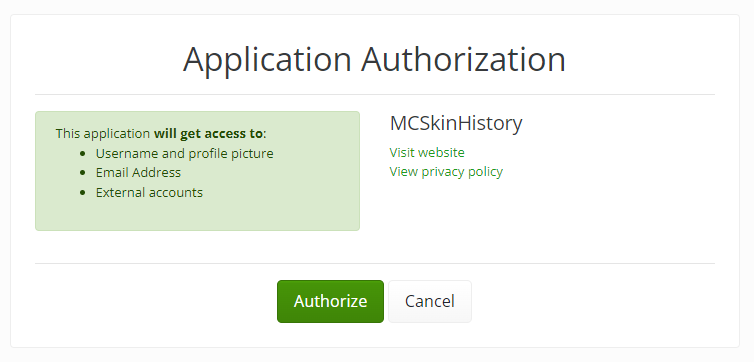 Application Authorization
This application will get access to:
Username and profile picture
Email Address
External accounts
MCSkinHistory
Visit website
View privacy policy
Authorize
Cancel